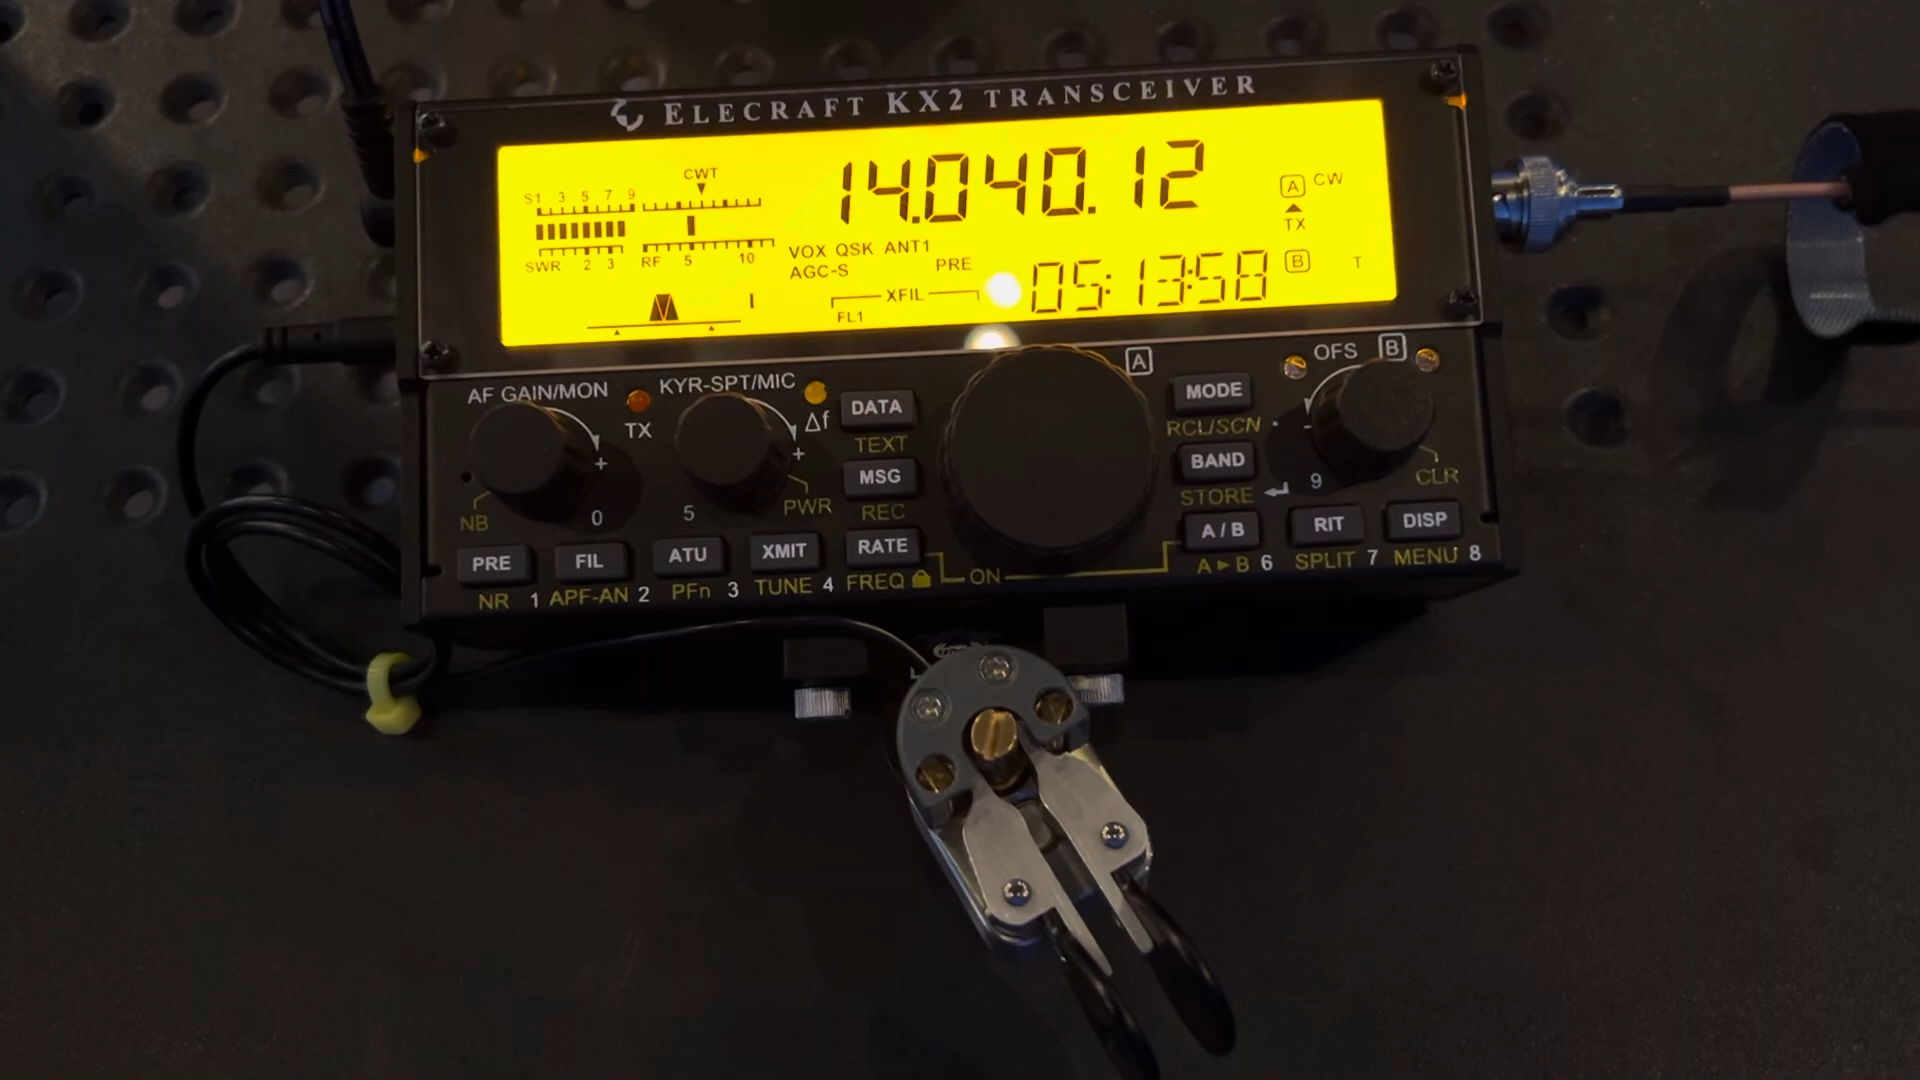 ELECRAFT KX2 TRANSCEIVER
CWT
S1 3 5 7 9
SWR 2 3 RF 5 10
14.040.12
A CW
TX
VOX QSK ANT1
AGC-S PRE
XFIL
FL1
05:13:58
B T
AF GAIN/MON
TX
KYR-SPT/MIC
Δf
A
OFS B
DATA
TEXT
MSG
REC
RATE
FREQ
MODE
RCL/SCN
BAND
STORE
A / B
A ▸ B 6
+
NB
0
+
5
PWR
-
9
CLR
PRE FIL ATU XMIT
NR 1 APF-AN 2 PFn 3 TUNE 4
ON
RIT DISP
SPLIT 7 MENU 8